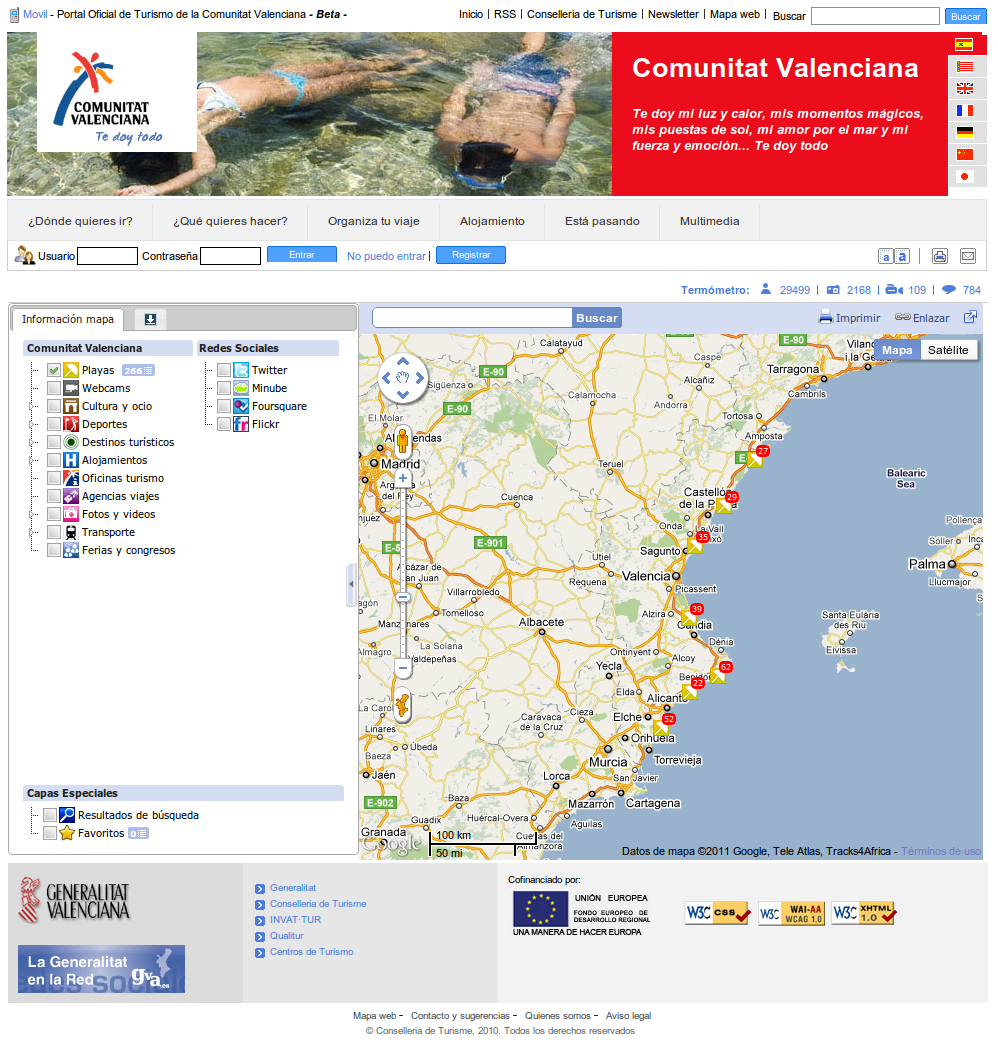 Movil - Portal Oficial de Turismo de la Comunitat Valenciana - Beta -
Inicio | RSS | Conselleria de Turisme | Newsletter | Mapa web |
Buscar
Buscar
COMUNITAT
VALENCIANA
Te doy todo
Comunitat Valenciana
Te doy mi luz y calor, mis momentos mágicos,
mis puestas de sol, mi amor por el mar y mi
fuerza y emoción... Te doy todo
¿Dónde quieres ir?
¿Qué quieres hacer?
Organiza tu viaje
Alojamiento
Está pasando
Multimedia
Usuario
Contraseña
Entrar
No puedo entrar |
Registrar
a a
Termómetro: 29499 | 2168 | 109 | 784
Información mapa
Buscar
Imprimir
Enlazar
Comunitat Valenciana
Playas 266
Webcams
Cultura y ocio
Deportes
Destinos turísticos
Alojamientos
Oficinas turismo
Agencias viajes
Fotos y videos
Transporte
Ferias y congresos
Redes Sociales
Twitter
Minube
Foursquare
Flickr
Capas Especiales
Resultados de búsqueda
Favoritos 0
Mapa
Satélite
Calatayud
E-90
Tarragona
Caspe
E-90
Sigüenza
Alcañiz
Cambrils
Calamocha
Andorra
E-90
Tortosa
El Molar
Amposta
27
Madrid
Teruel
Balearic
Sea
Cuenca
29
Onda
Pollença
35
E-901
Sagunto
Sóller
Utiel
Palma
Requena
Valencia
Llucmajor
Picassent
Villarrobledo
39
Tomelloso
Alzira
Gandia
Santa Eulària
des Riu
Albacete
Dénia
La Solana
Ontinyent
Eivissa
Valdepeñas
Alcoy
62
Yecla
22
Elda
Alicante
Cieza
Elche
52
Caravaca
de la Cruz
Linares
Orihuela
Úbeda
Torrevieja
Baeza
Murcia
Jaén
San Javier
Lorca
Baza
Mazarrón
Cartagena
E-902
Guadix
Huércal-Overa
Aguilas
Granada
Cuevas del
Almanzora
Google
100 km
50 mi
Datos de mapa ©2011 Google, Tele Atlas, Tracks4Africa - Términos de uso
GENERALITAT
VALENCIANA
La Generalitat
en la Red
gva.es
Generalitat
Conselleria de Turisme
INVAT·TUR
Qualitur
Centros de Turismo
Cofinanciado por:
UNIÓN EUROPEA
FONDO EUROPEO DE
DESARROLLO REGIONAL
UNA MANERA DE HACER EUROPA
W3C CSS
W3C WAI-AA
WCAG 1.0
W3C XHTML
1.0
Mapa web - Contacto y sugerencias - Quienes somos - Aviso legal
© Conselleria de Turisme, 2010. Todos los derechos reservados